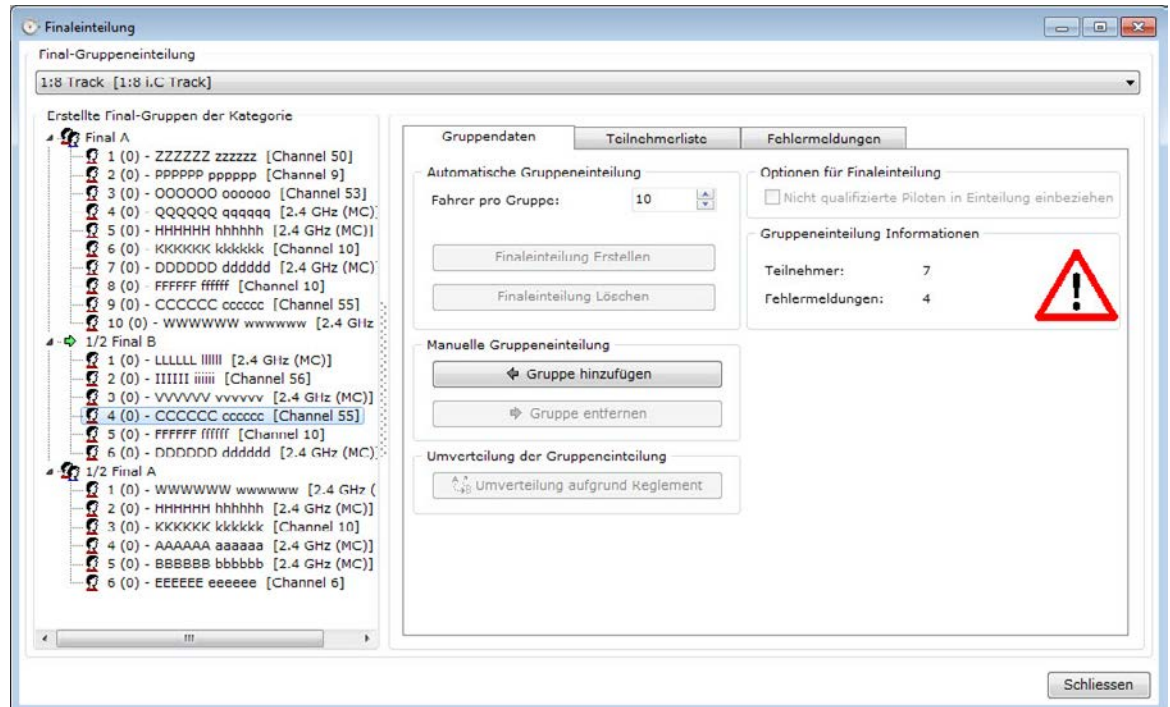 Finaleinteilung
Final-Gruppeneinteilung
1:8 Track [1:8 I.C Track]
Erstellte Final-Gruppen der Kategorie
Final A
1 (0) - ZZZZZZ zzzzzz [Channel 50]
2 (0) - PPPPPP pppppp [Channel 9]
3 (0) - OOOOOO oooooo [Channel 53]
4 (0) - QQQQQQ qqqqqq [2.4 GHz (MC)]
5 (0) - HHHHHH hhhhhh [2.4 GHz (MC)]
6 (0) - KKKKKK kkkkkk [Channel 10]
7 (0) - DDDDDD dddddd [2.4 GHz (MC)]
8 (0) - FFFFFF ffffff [Channel 10]
9 (0) - CCCCCC cccccc [Channel 55]
10 (0) - WWWWWW wwwwww [2.4 GHz
1/2 Final B
1 (0) - LLLLLL llllll [2.4 GHz (MC)]
2 (0) - IIIIII iiiiii [Channel 56]
3 (0) - VVVVVV vvvvvv [2.4 GHz (MC)]
4 (0) - CCCCCC cccccc [Channel 55]
5 (0) - FFFFFF ffffff [Channel 10]
6 (0) - DDDDDD dddddd [2.4 GHz (MC)]
1/2 Final A
1 (0) - WWWWWW wwwwww [2.4 GHz (
2 (0) - HHHHHH hhhhhh [2.4 GHz (MC)]
3 (0) - KKKKKK kkkkkk [Channel 10]
4 (0) - AAAAAA aaaaaa [2.4 GHz (MC)]
5 (0) - BBBBBB bbbbbb [2.4 GHz (MC)]
6 (0) - EEEEEE eeeeee [Channel 6]
Gruppendaten Teilnehmerliste Fehlermeldungen
Automatische Gruppeneinteilung
Fahrer pro Gruppe: 10
Finaleinteilung Erstellen
Finaleinteilung Löschen
Manuelle Gruppeneinteilung
Gruppe hinzufügen
Gruppe entfernen
Umverteilung der Gruppeneinteilung
Umverteilung aufgrund Reglement
Optionen für Finaleinteilung
Nicht qualifizierte Piloten in Einteilung einbeziehen
Gruppeneinteilung Informationen
Teilnehmer: 7
Fehlermeldungen: 4
Schliessen